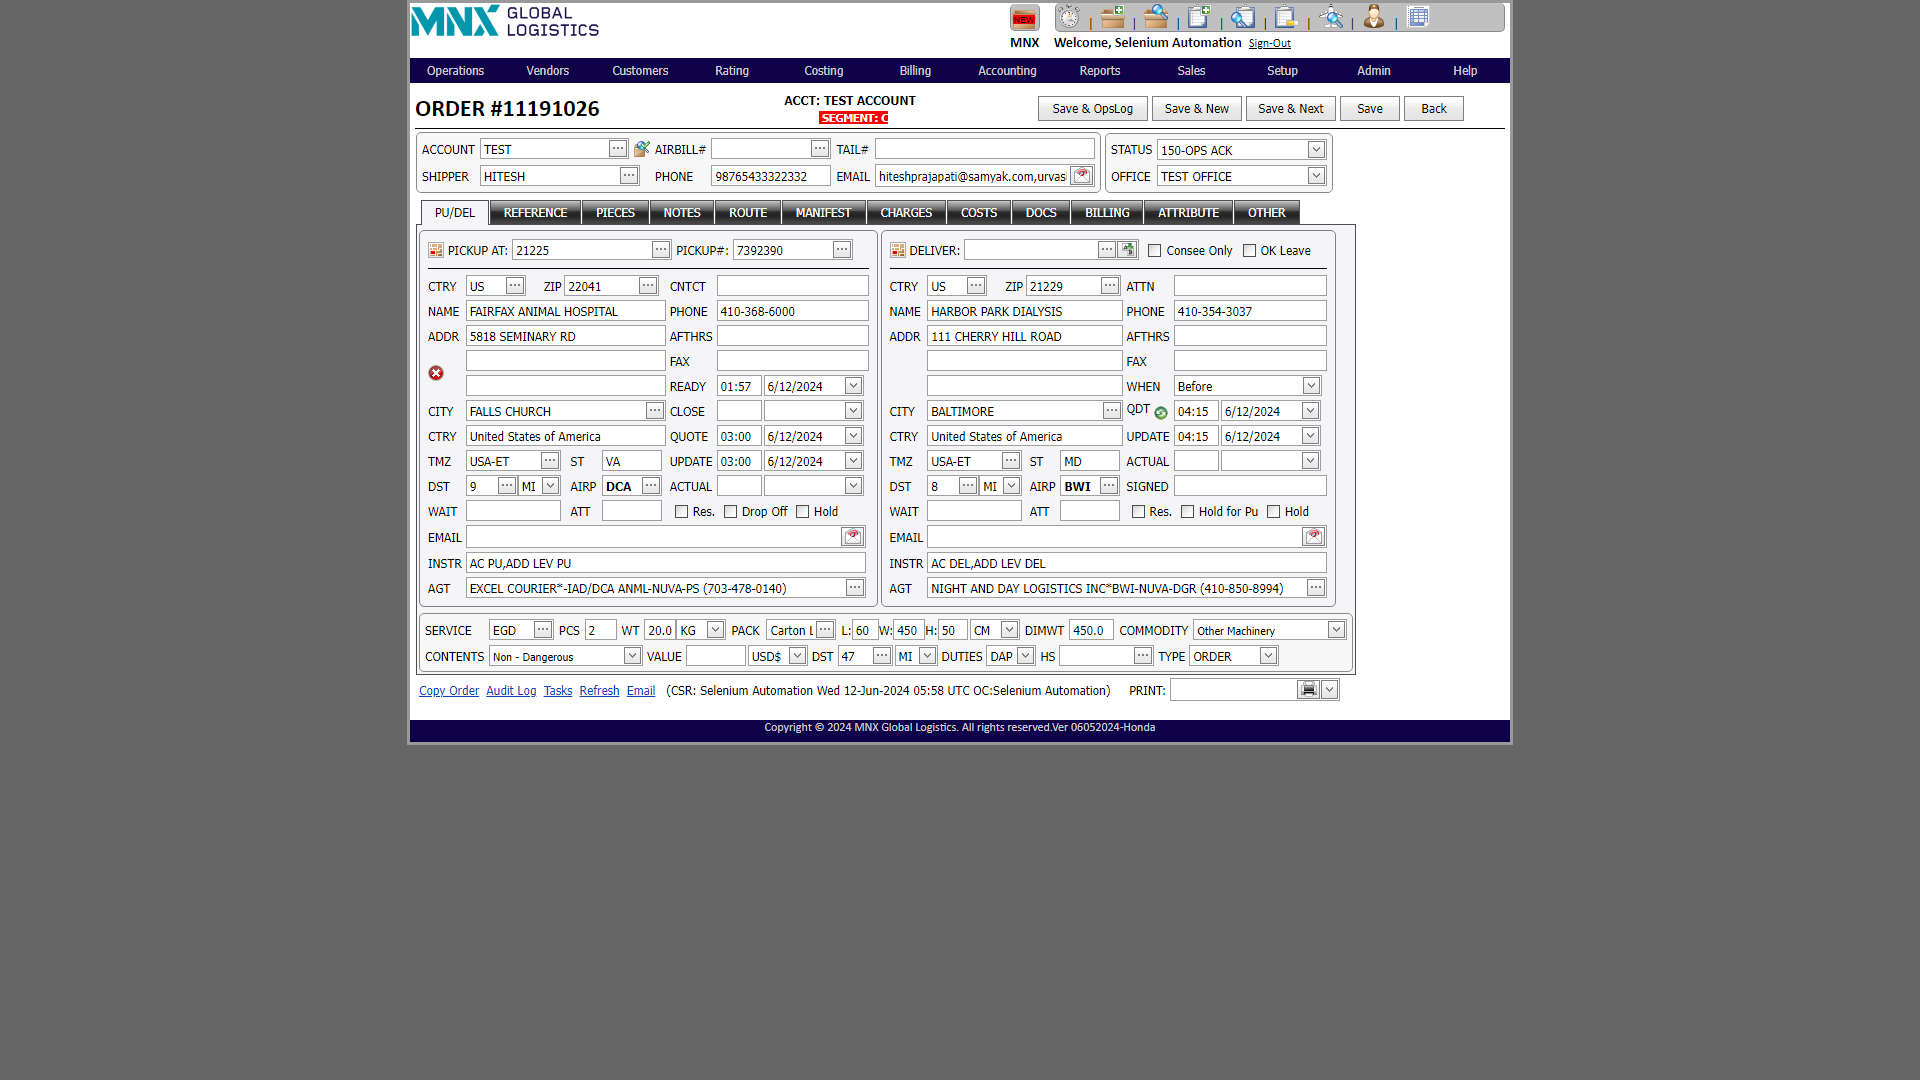 MNX GLOBAL LOGISTICS
NEW
MNX Welcome, Selenium Automation Sign-Out
Operations Vendors Customers Rating Costing Billing Accounting Reports Sales Setup Admin Help
ORDER #11191026
ACCT: TEST ACCOUNT
SEGMENT: C
Save & OpsLog Save & New Save & Next Save Back
ACCOUNT TEST AIRBILL# TAIL# STATUS 150-OPS ACK
SHIPPER HITESH PHONE 98765433322332 EMAIL hiteshprajapati@samyak.com,urvas OFFICE TEST OFFICE
PU/DEL REFERENCE PIECES NOTES ROUTE MANIFEST CHARGES COSTS DOCS BILLING ATTRIBUTE OTHER
PICKUP AT: 21225 PICKUP#: 7392390
CTRY US ZIP 22041 CNTCT
NAME FAIRFAX ANIMAL HOSPITAL PHONE 410-368-6000
ADDR 5818 SEMINARY RD AFTHRS
FAX
READY 01:57 6/12/2024
CITY FALLS CHURCH CLOSE
CTRY United States of America QUOTE 03:00 6/12/2024
TMZ USA-ET ST VA UPDATE 03:00 6/12/2024
DST 9 MI AIRP DCA ACTUAL
WAIT ATT Res. Drop Off Hold
EMAIL
INSTR AC PU,ADD LEV PU
AGT EXCEL COURIER*-IAD/DCA ANML-NUVA-PS (703-478-0140)
DELIVER: Consee Only OK Leave
CTRY US ZIP 21229 ATTN
NAME HARBOR PARK DIALYSIS PHONE 410-354-3037
ADDR 111 CHERRY HILL ROAD AFTHRS
FAX
WHEN Before
CITY BALTIMORE QDT 04:15 6/12/2024
CTRY United States of America UPDATE 04:15 6/12/2024
TMZ USA-ET ST MD ACTUAL
DST 8 MI AIRP BWI SIGNED
WAIT ATT Res. Hold for Pu Hold
EMAIL
INSTR AC DEL,ADD LEV DEL
AGT NIGHT AND DAY LOGISTICS INC*BWI-NUVA-DGR (410-850-8994)
SERVICE EGD PCS 2 WT 20.0 KG PACK Carton L: 60 W: 450 H: 50 CM DIMWT 450.0 COMMODITY Other Machinery
CONTENTS Non - Dangerous VALUE USD$ DST 47 MI DUTIES DAP HS TYPE ORDER
Copy Order Audit Log Tasks Refresh Email (CSR: Selenium Automation Wed 12-Jun-2024 05:58 UTC OC:Selenium Automation) PRINT:
Copyright © 2024 MNX Global Logistics. All rights reserved.Ver 06052024-Honda